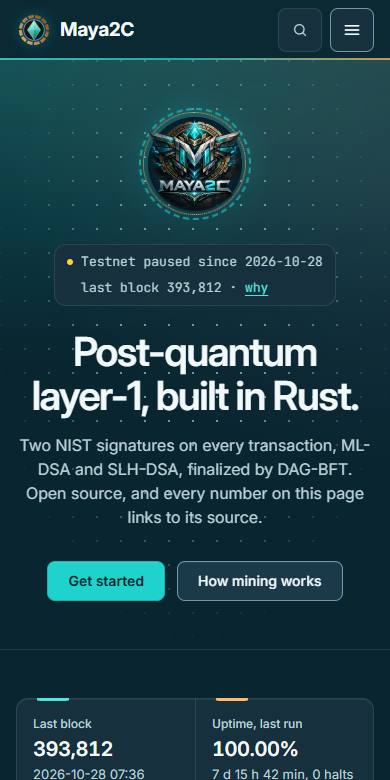 Maya2C
MAYA2C
Testnet paused since 2026-10-28
last block 393,812 · why
Post-quantum
layer-1, built in Rust.
Two NIST signatures on every transaction, ML-
DSA and SLH-DSA, finalized by DAG-BFT.
Open source, and every number on this page
links to its source.
Get started
How mining works
Last block
393,812
2026-10-28 07:36
Uptime, last run
100.00%
7 d 15 h 42 min, 0 halts